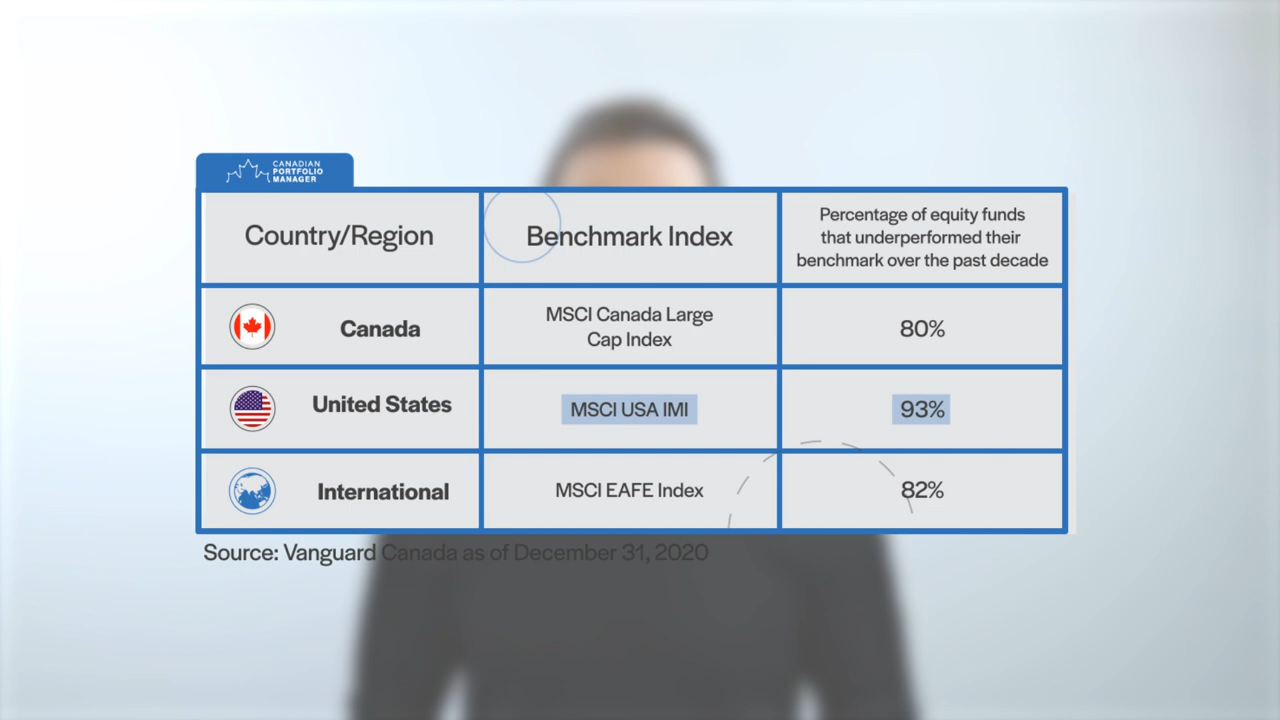 CANADIAN
PORTFOLIO
MANAGER
Country/Region
Benchmark Index
Percentage of equity funds
that underperformed their
benchmark over the past decade
Canada
MSCI Canada Large
Cap Index
80%
United States
MSCI USA IMI
93%
International
MSCI EAFE Index
82%
Source: Vanguard Canada as of December 31, 2020